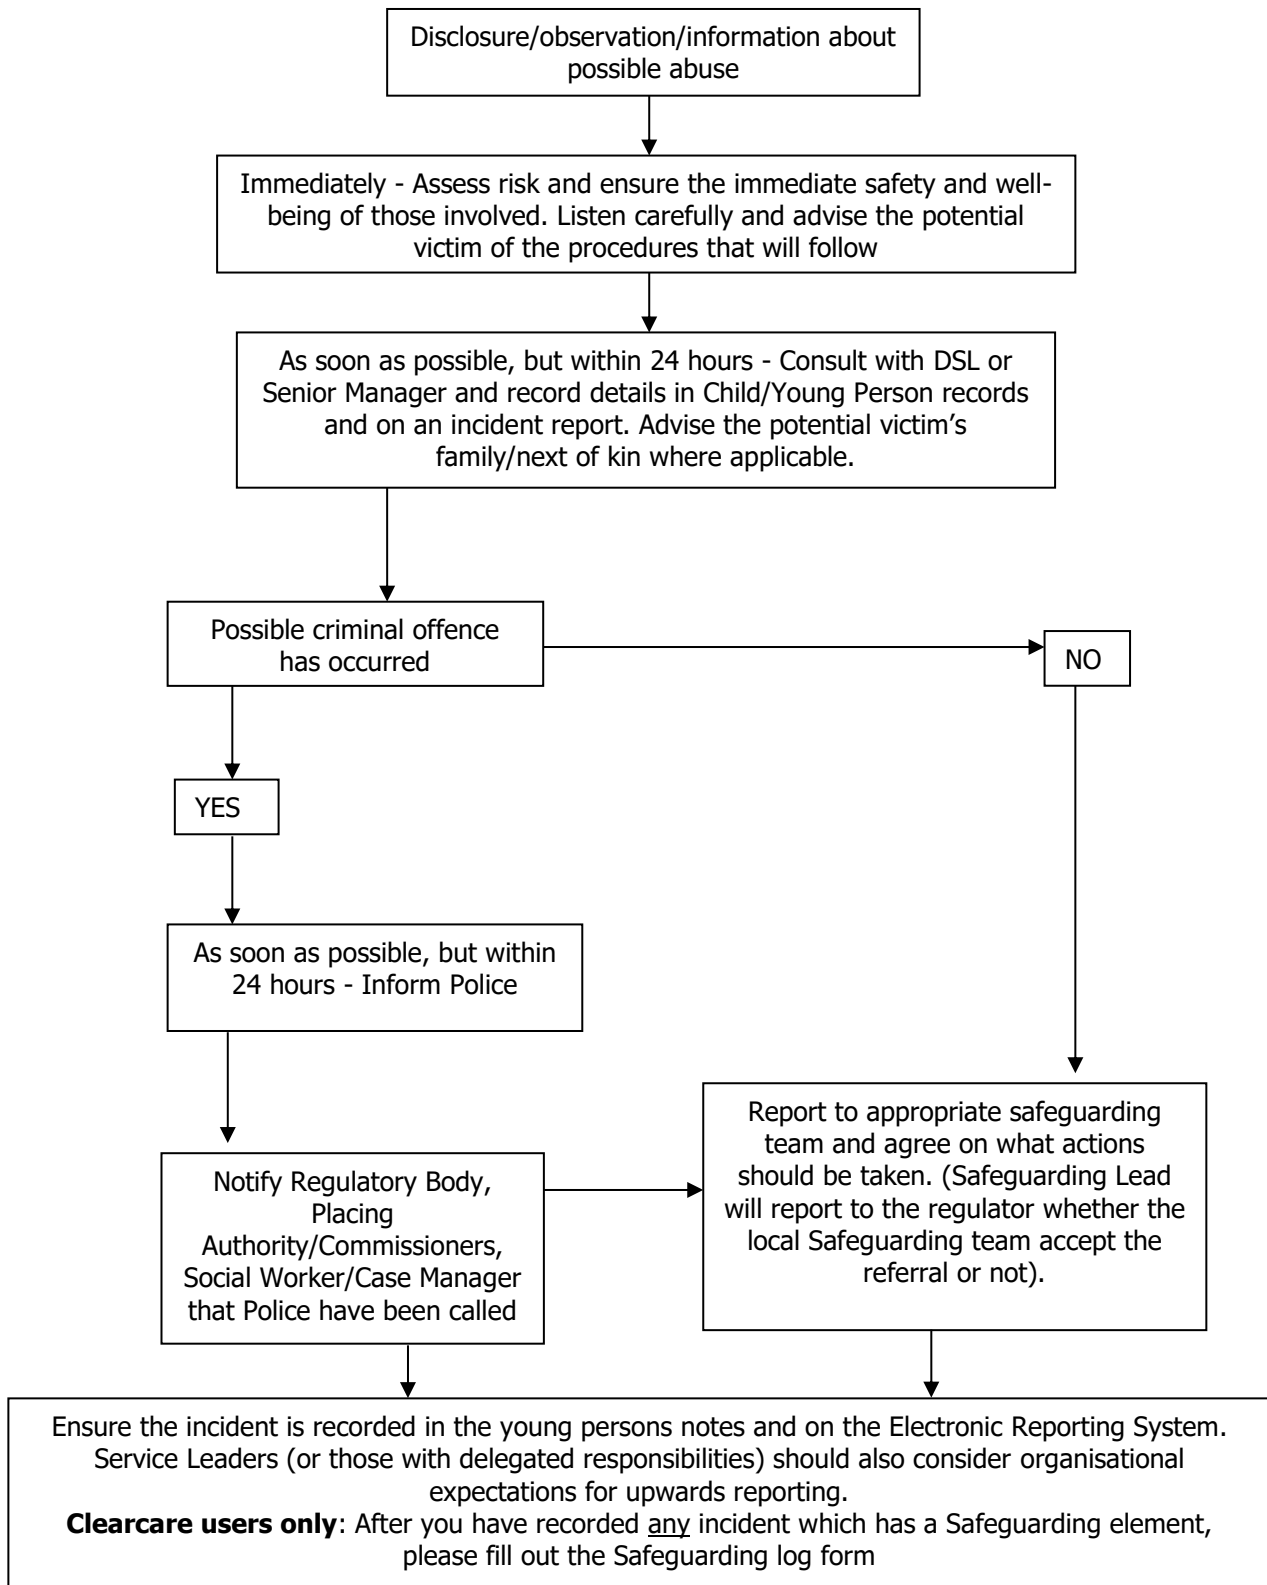 Disclosure/observation/information about
possible abuse
Immediately - Assess risk and ensure the immediate safety and well-
being of those involved. Listen carefully and advise the potential
victim of the procedures that will follow
As soon as possible, but within 24 hours - Consult with DSL or
Senior Manager and record details in Child/Young Person records
and on an incident report. Advise the potential victim’s
family/next of kin where applicable.
Possible criminal offence
has occurred
NO
YES
As soon as possible, but within
24 hours - Inform Police
Notify Regulatory Body,
Placing
Authority/Commissioners,
Social Worker/Case Manager
that Police have been called
Report to appropriate safeguarding
team and agree on what actions
should be taken. (Safeguarding Lead
will report to the regulator whether the
local Safeguarding team accept the
referral or not).
Ensure the incident is recorded in the young persons notes and on the Electronic Reporting System.
Service Leaders (or those with delegated responsibilities) should also consider organisational
expectations for upwards reporting.
Clearcare users only: After you have recorded any incident which has a Safeguarding element,
please fill out the Safeguarding log form